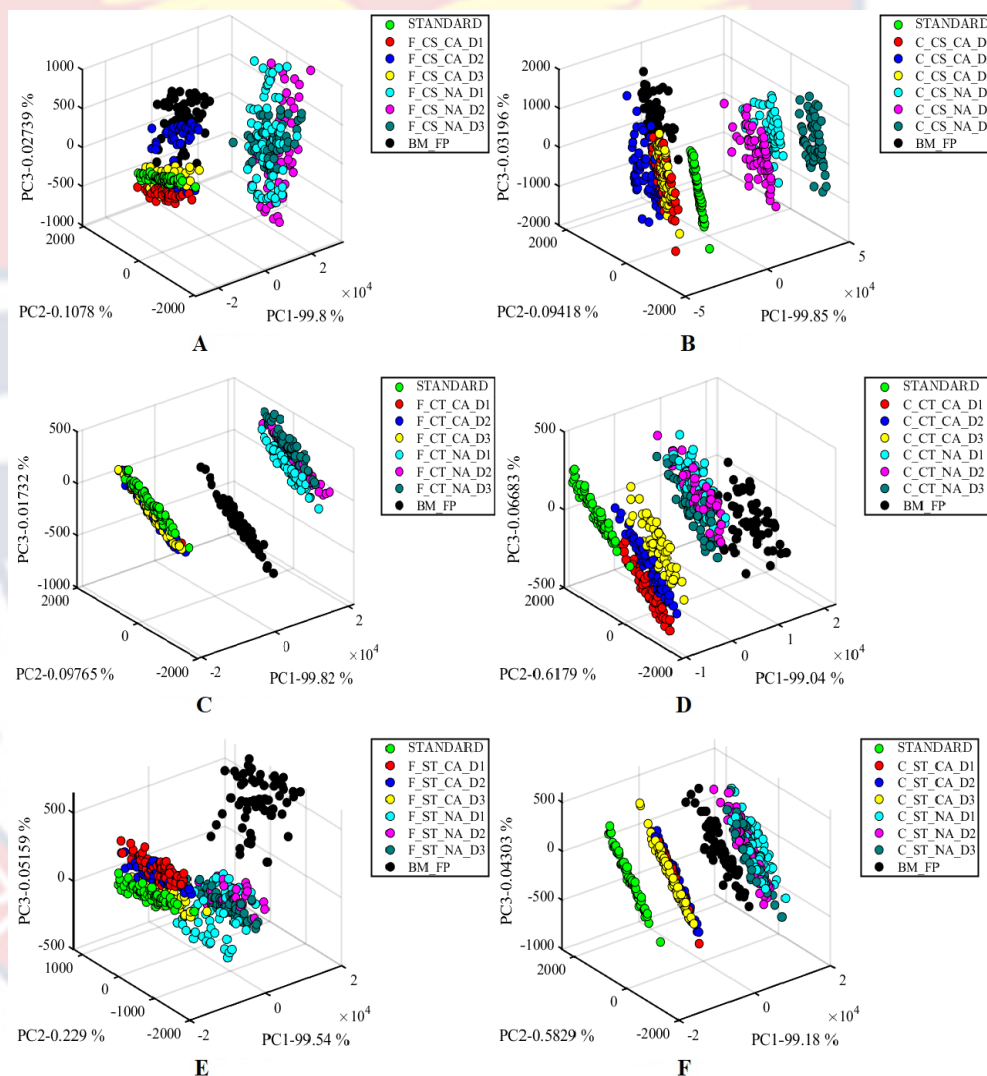 1000
500
0
-500
-1000
PC3-0.02739 %
2000
0
-2000
PC2-0.1078 %
-2
0
2
×10⁴
PC1-99.8 %
STANDARD
F_CS_CA_D1
F_CS_CA_D2
F_CS_CA_D3
F_CS_NA_D1
F_CS_NA_D2
F_CS_NA_D3
BM_FP
A
2000
1000
0
-1000
-2000
PC3-0.03196 %
2000
0
-2000
PC2-0.09418 %
-5
0
5
×10⁴
PC1-99.85 %
STANDARD
C_CS_CA_D
C_CS_CA_D
C_CS_CA_D
C_CS_NA_D
C_CS_NA_D
C_CS_NA_D
BM_FP
B
500
0
-500
-1000
PC3-0.01732 %
2000
0
-2000
PC2-0.09765 %
-2
0
2
×10⁴
PC1-99.82 %
STANDARD
F_CT_CA_D1
F_CT_CA_D2
F_CT_CA_D3
F_CT_NA_D1
F_CT_NA_D2
F_CT_NA_D3
BM_FP
C
500
0
-500
PC3-0.06683 %
2000
0
-2000
PC2-0.6179 %
-1
0
1
2
×10⁴
PC1-99.04 %
STANDARD
C_CT_CA_D1
C_CT_CA_D2
C_CT_CA_D3
C_CT_NA_D1
C_CT_NA_D2
C_CT_NA_D3
BM_FP
D
500
0
-500
PC3-0.05159 %
1000
0
-1000
-2000
PC2-0.229 %
-2
0
2
×10⁴
PC1-99.54 %
STANDARD
F_ST_CA_D1
F_ST_CA_D2
F_ST_CA_D3
F_ST_NA_D1
F_ST_NA_D2
F_ST_NA_D3
BM_FP
E
500
0
-500
-1000
PC3-0.04303 %
2000
0
-2000
PC2-0.5829 %
-2
0
2
×10⁴
PC1-99.18 %
STANDARD
C_ST_CA_D1
C_ST_CA_D2
C_ST_CA_D3
C_ST_NA_D1
C_ST_NA_D2
C_ST_NA_D3
BM_FP
F